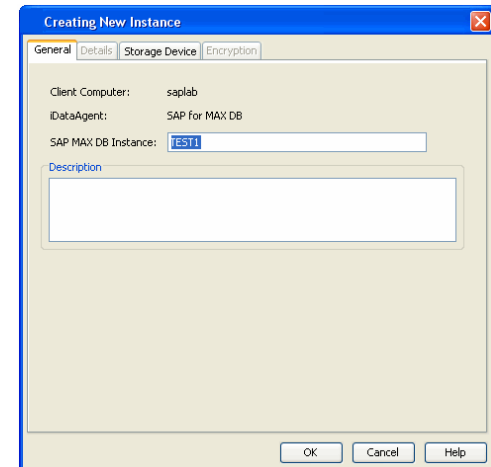 Creating New Instance
General Details Storage Device Encryption
Client Computer: saplab
iDataAgent: SAP for MAX DB
SAP MAX DB Instance: TEST1
Description
OK Cancel Help